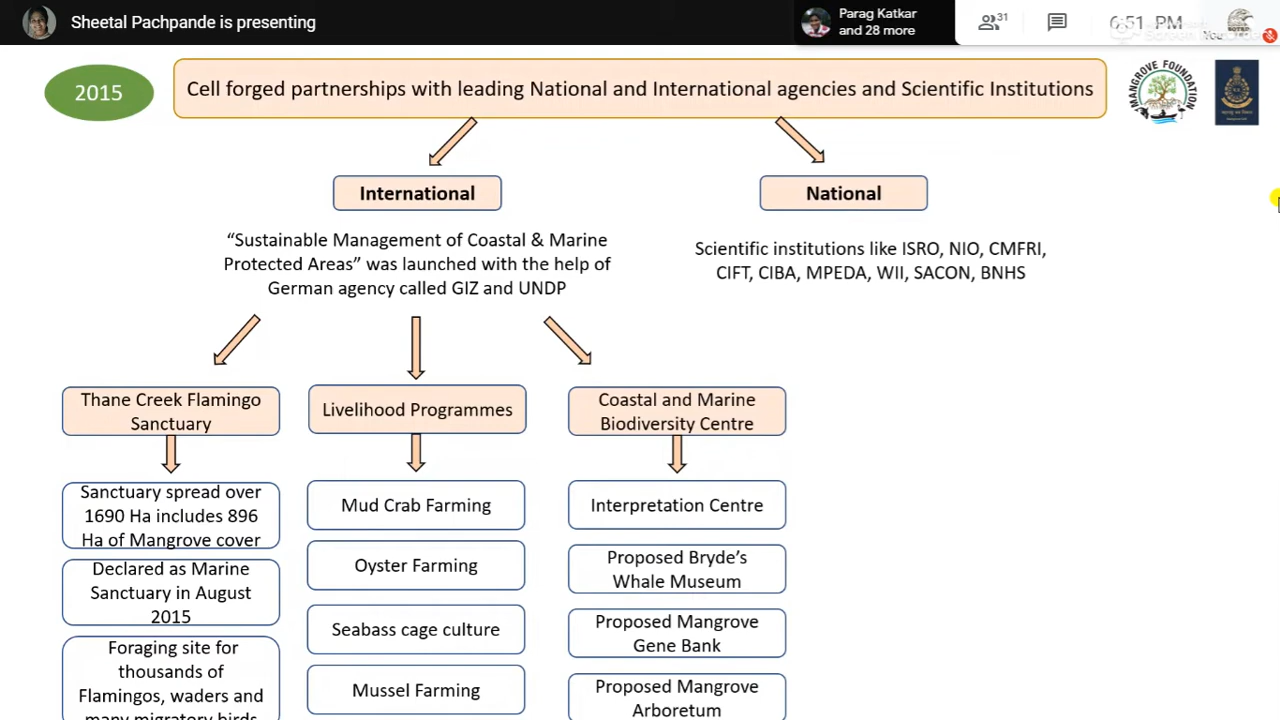 Sheetal Pachpande is presenting
Parag Katkar
and 28 more
31
6:51 PM
You
2015
Cell forged partnerships with leading National and International agencies and Scientific Institutions
MANGROVE FOUNDATION
International
National
“Sustainable Management of Coastal & Marine
Protected Areas” was launched with the help of
German agency called GIZ and UNDP
Scientific institutions like ISRO, NIO, CMFRI,
CIFT, CIBA, MPEDA, WII, SACON, BNHS
Thane Creek Flamingo
Sanctuary
Livelihood Programmes
Coastal and Marine
Biodiversity Centre
Sanctuary spread over
1690 Ha includes 896
Ha of Mangrove cover
Declared as Marine
Sanctuary in August
2015
Foraging site for
thousands of
Flamingos, waders and
many migratory birds
Mud Crab Farming
Oyster Farming
Seabass cage culture
Mussel Farming
Interpretation Centre
Proposed Bryde’s
Whale Museum
Proposed Mangrove
Gene Bank
Proposed Mangrove
Arboretum